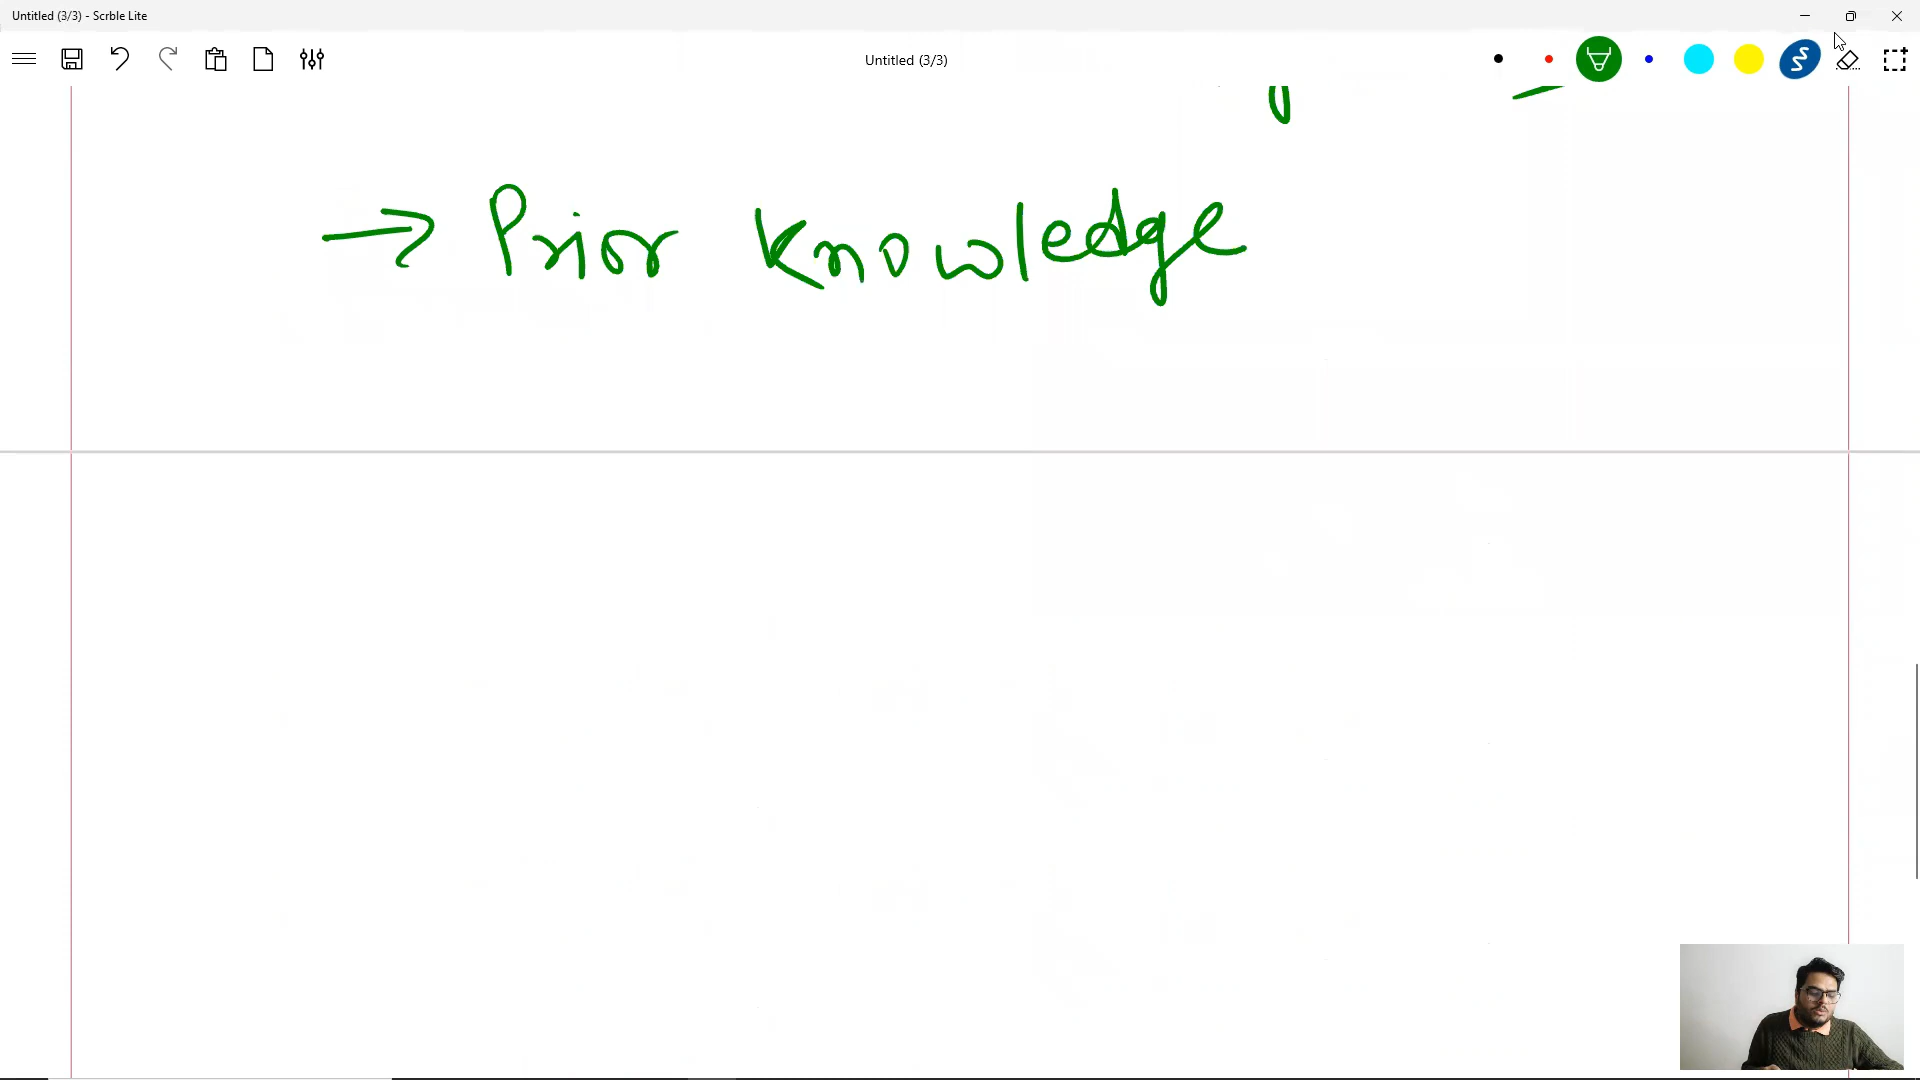 Untitled (3/3) - Scrble Lite
Untitled (3/3)
→ Prior knowledge